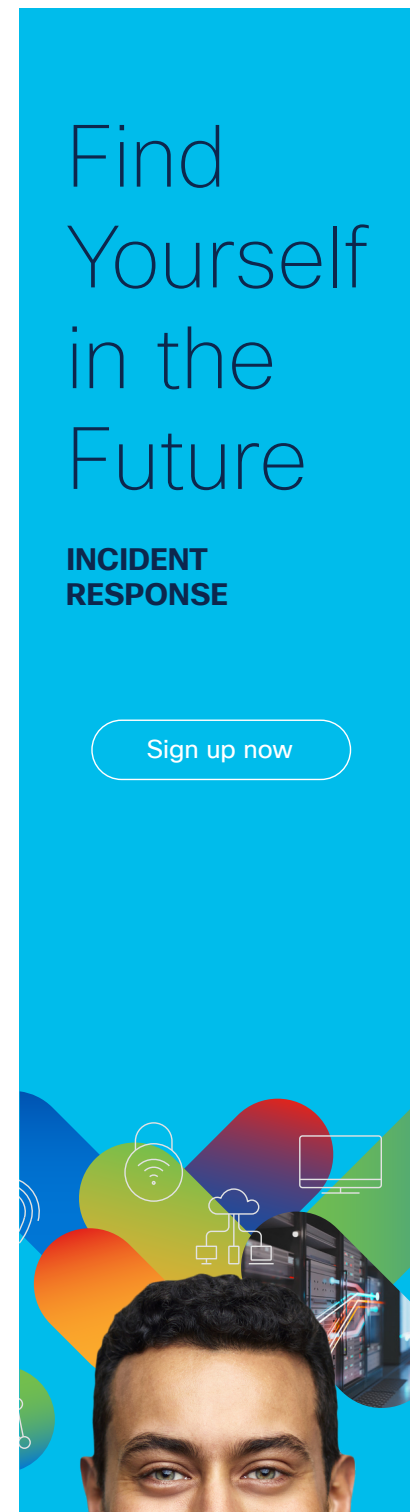 Find
Yourself
in the
Future
INCIDENT
RESPONSE
Sign up now